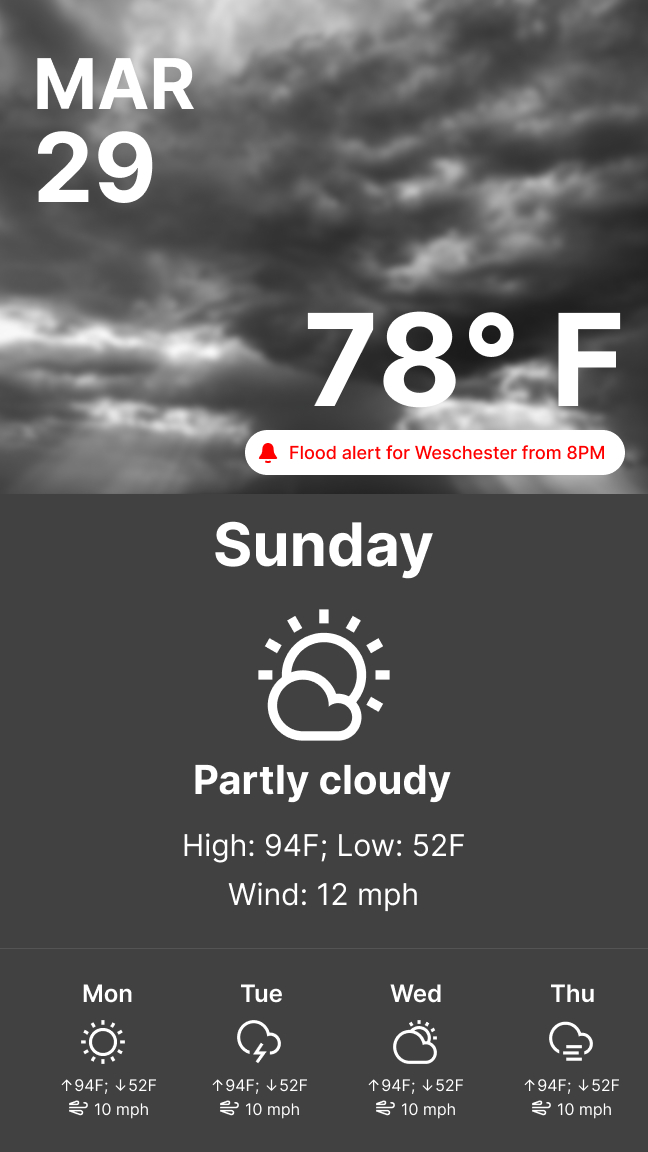 MAR
29
78° F
Flood alert for Weschester from 8PM
Sunday
Partly cloudy
High: 94F; Low: 52F
Wind: 12 mph
Mon Tue Wed Thu
↑94F; ↓52F ↑94F; ↓52F ↑94F; ↓52F ↑94F; ↓52F
10 mph 10 mph 10 mph 10 mph